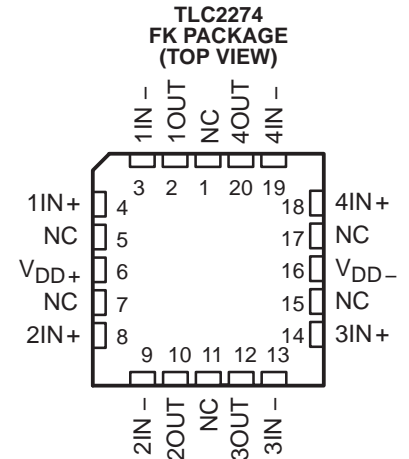 TLC2274
FK PACKAGE
(TOP VIEW)
1IN –
1OUT
NC
4OUT
4IN –
3 2 1 20 19
1IN + 4
NC 5
VDD + 6
NC 7
2IN + 8
18 4IN +
17 NC
16 VDD –
15 NC
14 3IN +
9 10 11 12 13
2IN –
2OUT
NC
3OUT
3IN –